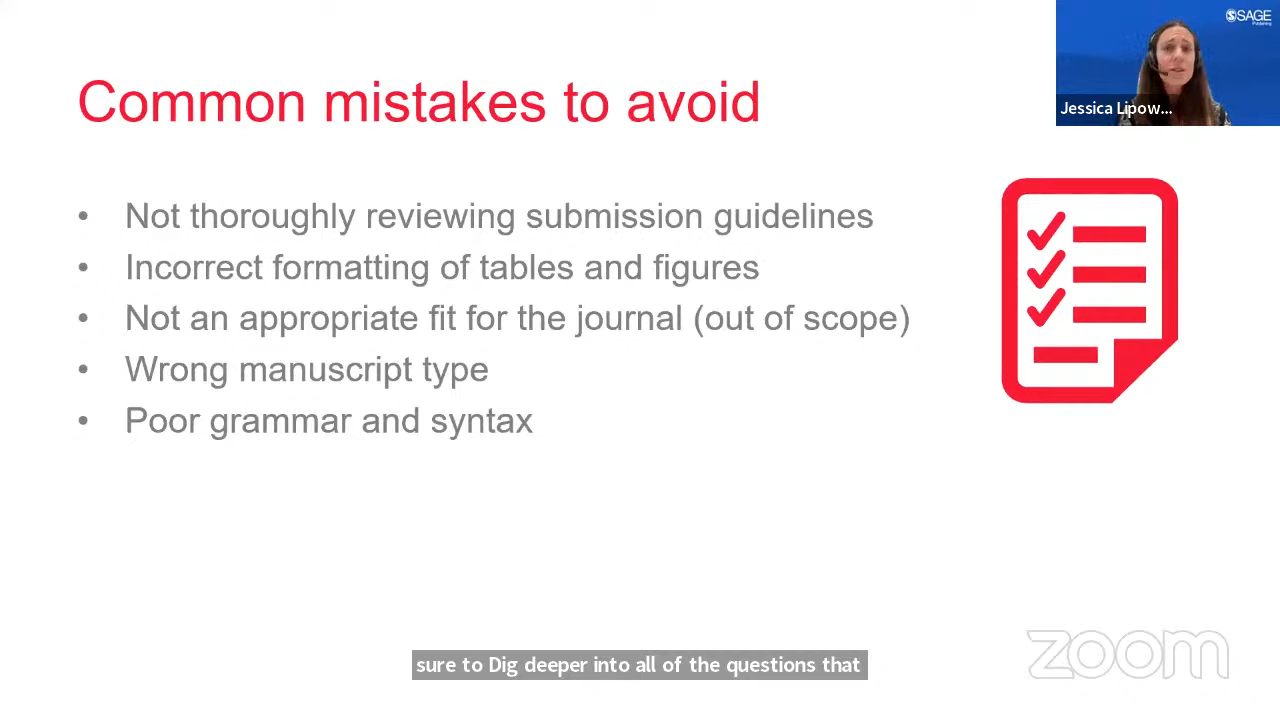 SAGE
Publishing
Jessica Lipow...
Common mistakes to avoid
• Not thoroughly reviewing submission guidelines
• Incorrect formatting of tables and figures
• Not an appropriate fit for the journal (out of scope)
• Wrong manuscript type
• Poor grammar and syntax
sure to Dig deeper into all of the questions that
zoom